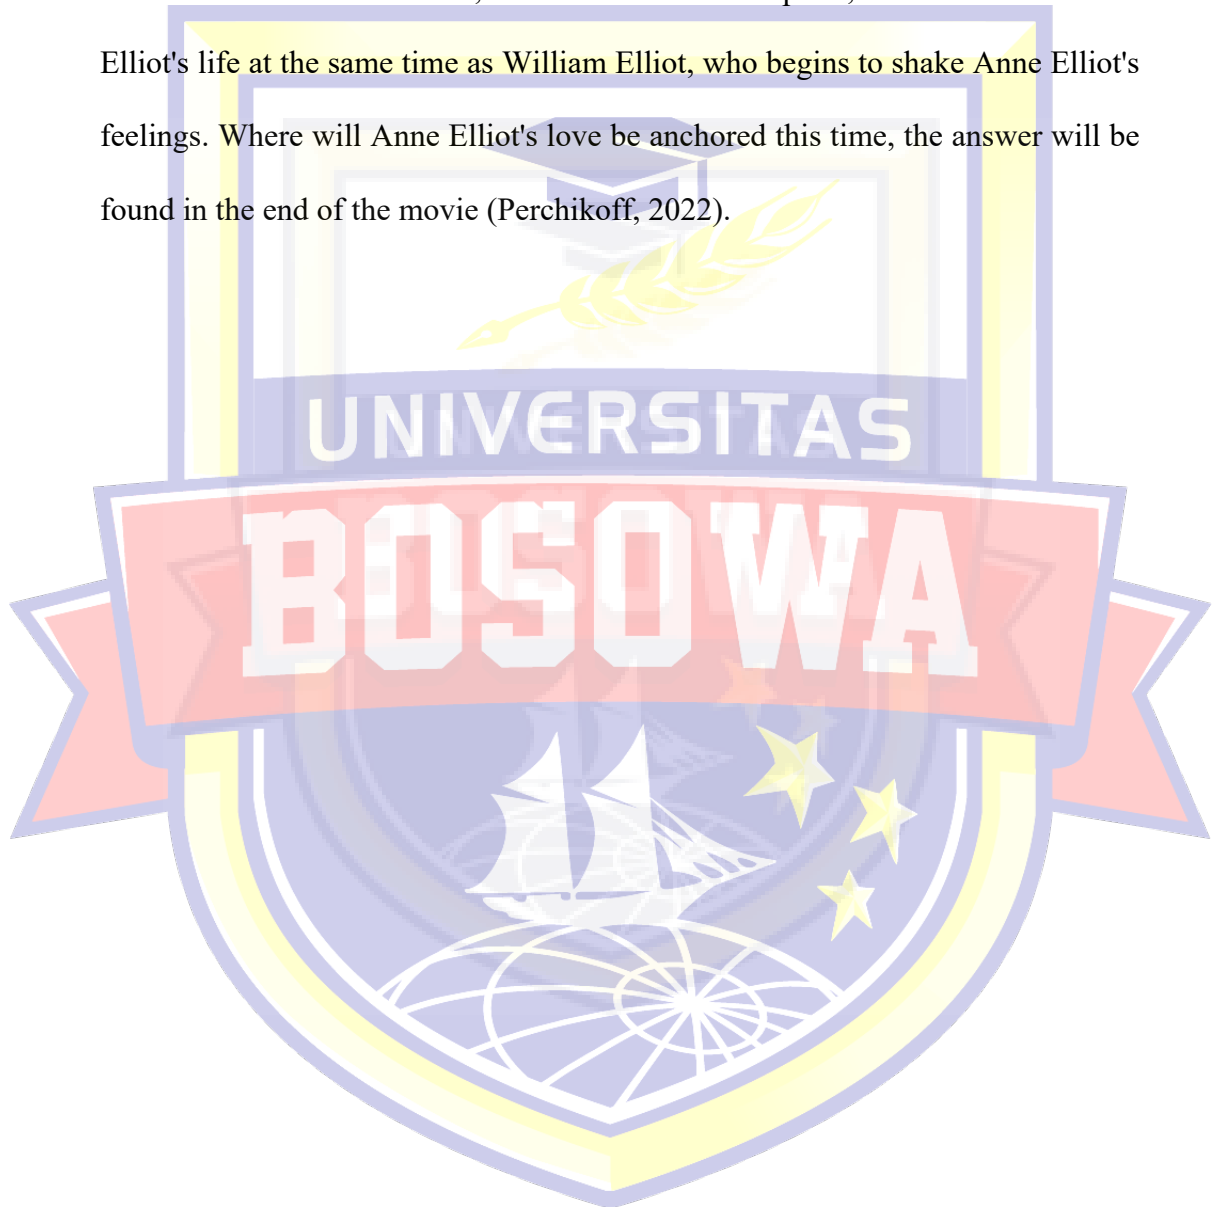 Elliot's life at the same time as William Elliot, who begins to shake Anne Elliot's
feelings. Where will Anne Elliot's love be anchored this time, the answer will be
found in the end of the movie (Perchikoff, 2022).
UNIVERSITAS
BOSOWA